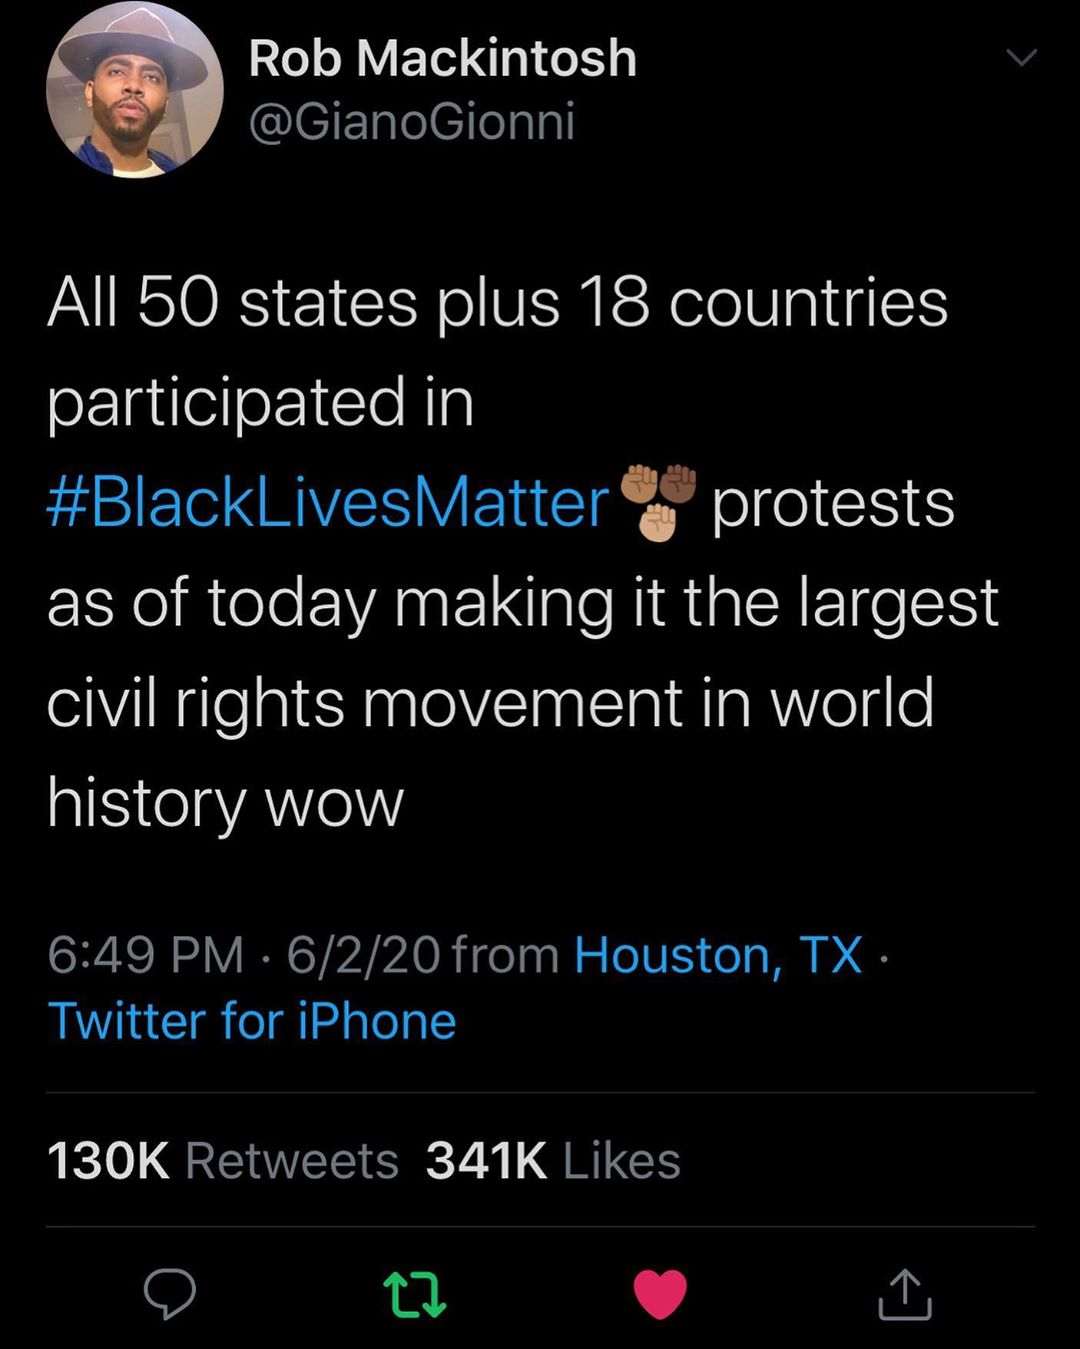 Rob Mackintosh
@GianoGionni
All 50 states plus 18 countries
participated in
#BlackLivesMatter✊🏽✊🏿✊🏼 protests
as of today making it the largest
civil rights movement in world
history wow
6:49 PM · 6/2/20 from Houston, TX ·
Twitter for iPhone
130K Retweets 341K Likes